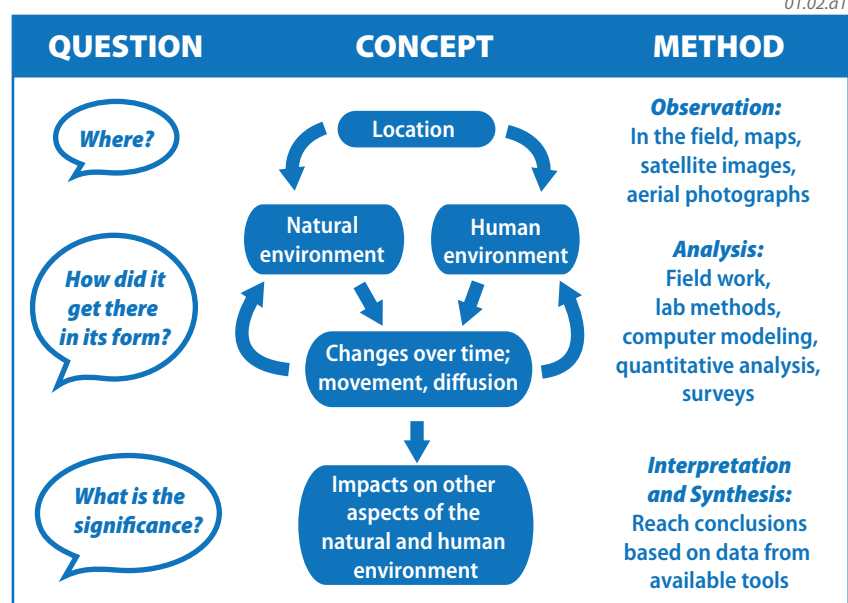 01.02.a1
QUESTION
CONCEPT
METHOD
Where?
Location
Observation:
In the field, maps,
satellite images,
aerial photographs
How did it
get there
in its form?
Natural
environment
Human
environment
Changes over time;
movement, diffusion
Analysis:
Field work,
lab methods,
computer modeling,
quantitative analysis,
surveys
What is the
significance?
Impacts on other
aspects of the
natural and human
environment
Interpretation
and Synthesis:
Reach conclusions
based on data from
available tools